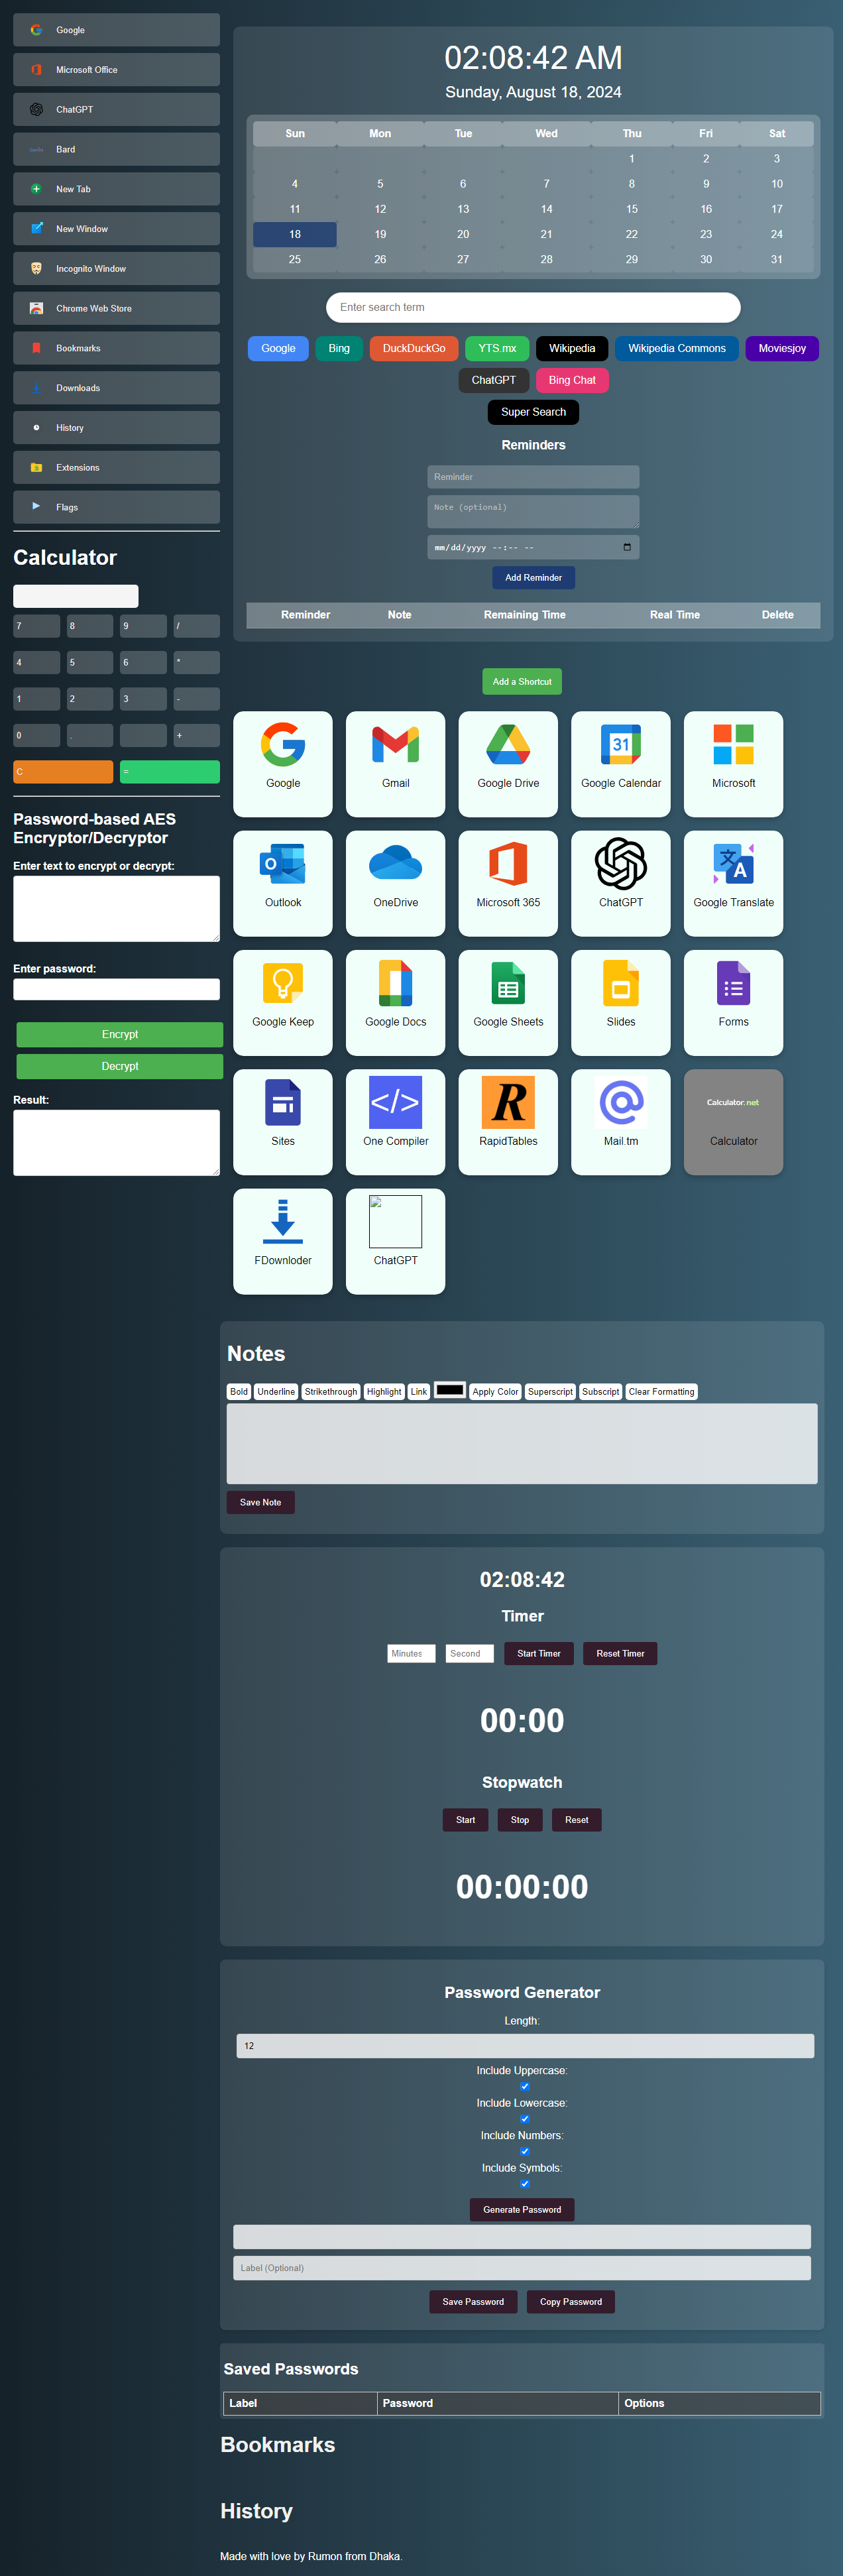 Google
Microsoft Office
ChatGPT
Bard
New Tab
New Window
Incognito Window
Chrome Web Store
Bookmarks
Downloads
History
Extensions
Flags
Calculator
7 8 9 /
4 5 6 *
1 2 3 -
0 . +
C =
Password-based AES
Encryptor/Decryptor
Enter text to encrypt or decrypt:
Enter password:
Encrypt
Decrypt
Result:
02:08:42 AM
Sunday, August 18, 2024
Sun Mon Tue Wed Thu Fri Sat
1 2 3
4 5 6 7 8 9 10
11 12 13 14 15 16 17
18 19 20 21 22 23 24
25 26 27 28 29 30 31
Enter search term
Google Bing DuckDuckGo YTS.mx Wikipedia Wikipedia Commons Moviesjoy
ChatGPT Bing Chat
Super Search
Reminders
Reminder
Note (optional)
mm/dd/yyyy --:-- --
Add Reminder
Reminder Note Remaining Time Real Time Delete
Add a Shortcut
31
Google Gmail Google Drive Google Calendar Microsoft
O 文 A
Outlook OneDrive Microsoft 365 ChatGPT Google Translate
Google Keep Google Docs Google Sheets Slides Forms
</> R @ Calculator.net
Sites One Compiler RapidTables Mail.tm Calculator
FDownloder ChatGPT
Notes
Bold Underline Strikethrough Highlight Link Apply Color Superscript Subscript Clear Formatting
Save Note
02:08:42
Timer
Minutes Second Start Timer Reset Timer
00:00
Stopwatch
Start Stop Reset
00:00:00
Password Generator
Length:
12
Include Uppercase:
Include Lowercase:
Include Numbers:
Include Symbols:
Generate Password
Label (Optional)
Save Password Copy Password
Saved Passwords
Label Password Options
Bookmarks
History
Made with love by Rumon from Dhaka.